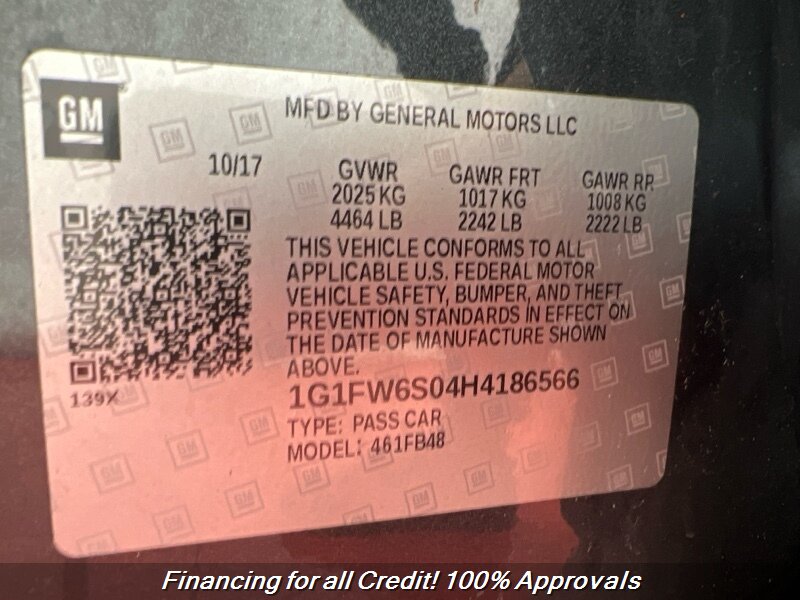 GM
MFD BY GENERAL MOTORS LLC
10/17
GVWR GAWR FRT GAWR RR
2025 KG 1017 KG 1008 KG
4464 LB 2242 LB 2222 LB
THIS VEHICLE CONFORMS TO ALL
APPLICABLE U.S. FEDERAL MOTOR
VEHICLE SAFETY, BUMPER, AND THEFT
PREVENTION STANDARDS IN EFFECT ON
THE DATE OF MANUFACTURE SHOWN
ABOVE.
139X
1G1FW6S04H4186566
TYPE: PASS CAR
MODEL: 461FB48
Financing for all Credit! 100% Approvals